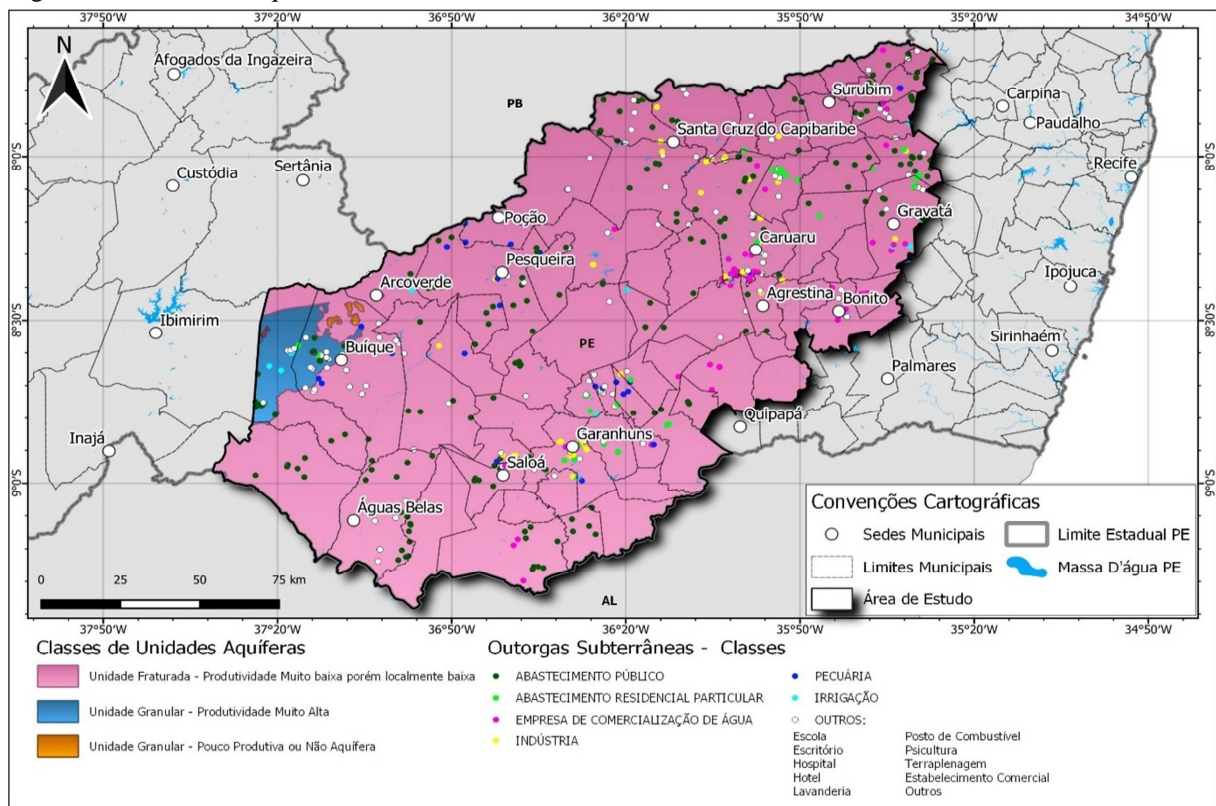 37°50'W 37°20'W 36°50'W 36°20'W 35°50'W 35°20'W 34°50'W
N
Afogados da Ingazeira
PB
Surubim
Carpina
Santa Cruz do Capibaribe
Paudalho
8°0'S 8°0'S
Custódia
Sertânia
Recife
Poção
Gravatá
Caruaru
Pesqueira
Ipojuca
Arcoverde
Agrestina
Bonito
8°30'S 8°30'S
Ibimirim
Sirinhaém
PE
Buíque
Palmares
Quipapá
Inajá
Garanhuns
Saloá
9°0'S 9°0'S
Águas Belas
Convenções Cartográficas
Sedes Municipais Limite Estadual PE
Limites Municipais Massa D'água PE
Área de Estudo
0 25 50 75 km
AL
37°50'W 37°20'W 36°50'W 36°20'W 35°50'W 35°20'W 34°50'W
Classes de Unidades Aquíferas
Unidade Fraturada - Produtividade Muito baixa porém localmente baixa
Unidade Granular - Produtividade Muito Alta
Unidade Granular - Pouco Produtiva ou Não Aquífera
Outorgas Subterrâneas - Classes
ABASTECIMENTO PÚBLICO
ABASTECIMENTO RESIDENCIAL PARTICULAR
EMPRESA DE COMERCIALIZAÇÃO DE ÁGUA
INDÚSTRIA
PECUÁRIA
IRRIGAÇÃO
OUTROS:
Escola Posto de Combustível
Escritório Psicultura
Hospital Terraplenagem
Hotel Estabelecimento Comercial
Lavanderia Outros